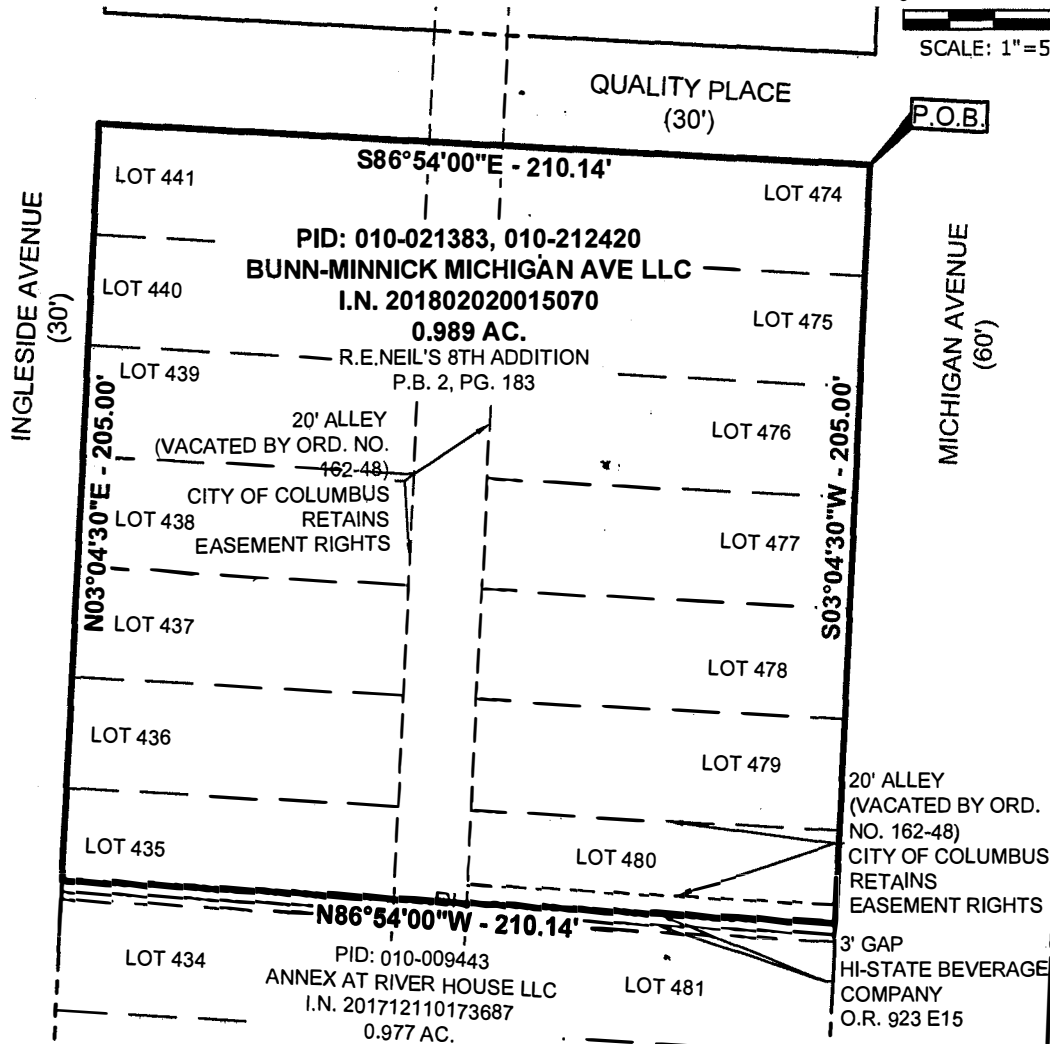 SCALE: 1"=5
QUALITY PLACE
(30')
P.O.B.
S86°54'00"E - 210.14'
LOT 441
LOT 474
INGLESIDE AVENUE
(30')
PID: 010-021383, 010-212420
BUNN-MINNICK MICHIGAN AVE LLC
I.N. 201802020015070
0.989 AC.
R.E.NEIL'S 8TH ADDITION
P.B. 2, PG. 183
MICHIGAN AVENUE
(60')
LOT 440
LOT 475
LOT 439
LOT 476
20' ALLEY
(VACATED BY ORD. NO.
162-48)
CITY OF COLUMBUS
RETAINS
EASEMENT RIGHTS
N03°04'30"E - 205.00'
S03°04'30"W - 205.00'
LOT 438
LOT 477
LOT 437
LOT 478
LOT 436
LOT 479
LOT 435
LOT 480
20' ALLEY
(VACATED BY ORD.
NO. 162-48)
CITY OF COLUMBUS
RETAINS
EASEMENT RIGHTS
N86°54'00"W - 210.14'
LOT 434
PID: 010-009443
ANNEX AT RIVER HOUSE LLC
I.N. 201712110173687
0.977 AC.
LOT 481
3' GAP
HI-STATE BEVERAGE
COMPANY
O.R. 923 E15